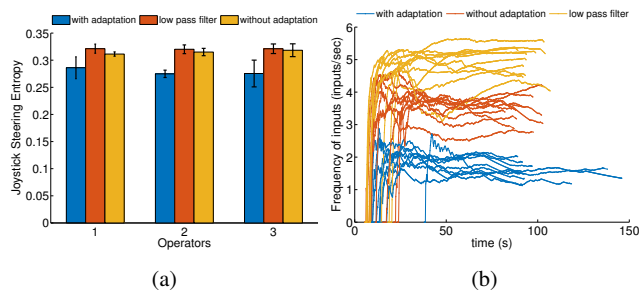 with adaptation low pass filter without adaptation
0.35
0.3
0.25
0.2
0.15
0.1
0.05
0
Joystick Steering Entropy
1 2 3
Operators
(a)
with adaptation without adaptation low pass filter
6
5
4
3
2
1
0
Frequency of inputs (inputs/sec)
0 50 100 150
time (s)
(b)